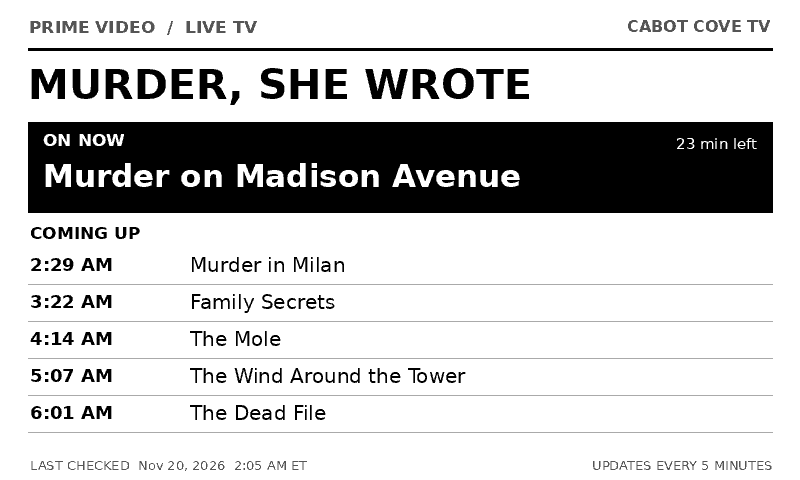 PRIME VIDEO / LIVE TV
CABOT COVE TV
MURDER, SHE WROTE
ON NOW
23 min left
Murder on Madison Avenue
COMING UP
2:29 AM Murder in Milan
3:22 AM Family Secrets
4:14 AM The Mole
5:07 AM The Wind Around the Tower
6:01 AM The Dead File
LAST CHECKED Nov 20, 2026 2:05 AM ET
UPDATES EVERY 5 MINUTES